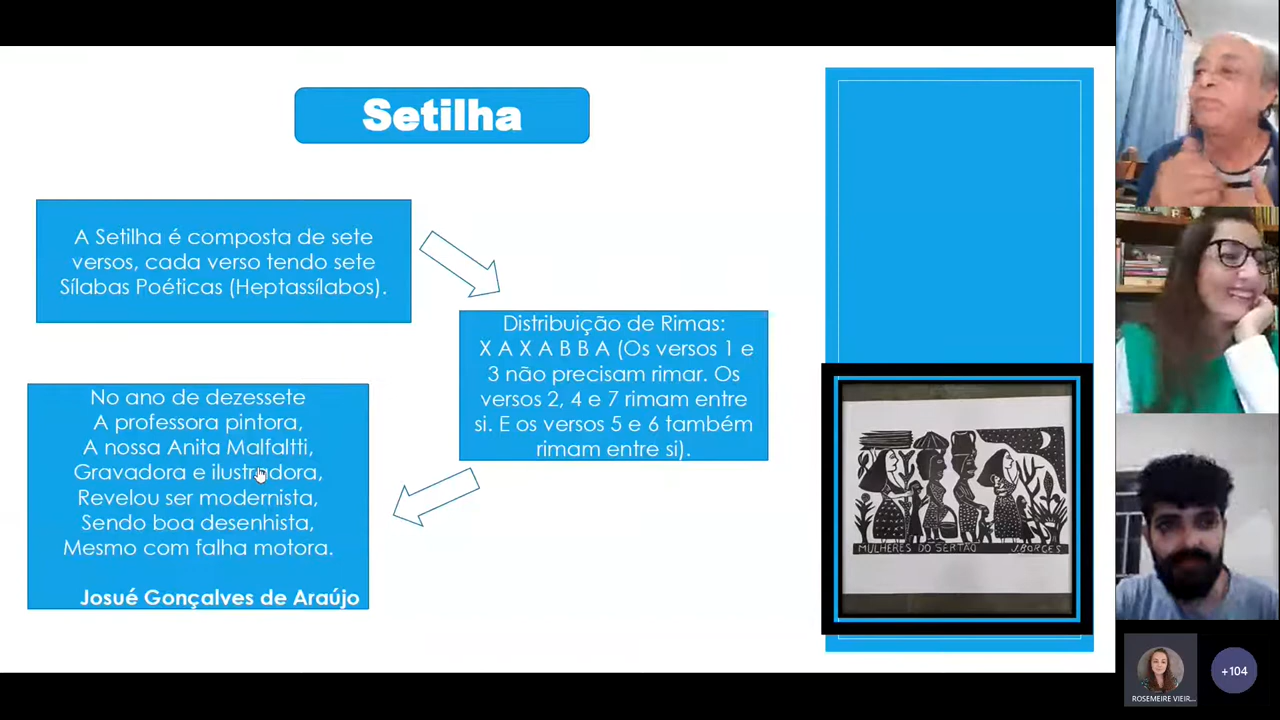 Setilha
A Setilha é composta de sete
versos, cada verso tendo sete
Sílabas Poéticas (Heptassílabos).
Distribuição de Rimas:
X A X A B B A (Os versos 1 e
3 não precisam rimar. Os
versos 2, 4 e 7 rimam entre
si. E os versos 5 e 6 também
rimam entre si).
No ano de dezessete
A professora pintora,
A nossa Anita Malfaltti,
Gravadora e ilustradora,
Revelou ser modernista,
Sendo boa desenhista,
Mesmo com falha motora.
Josué Gonçalves de Araújo
MULHERES DO SERTÃO J.BORGES
ROSEMEIRE VIEIR...
+104